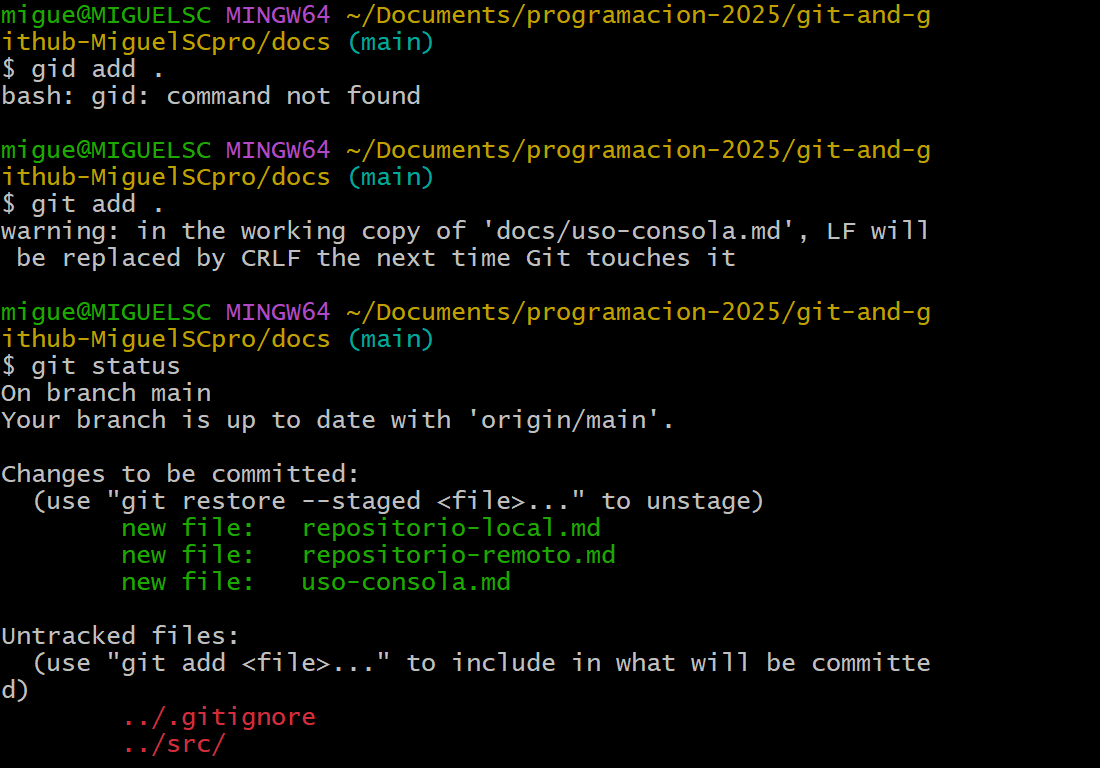 migue@MIGUELSC MINGW64 ~/Documents/programacion-2025/git-and-g
ithub-MiguelSCpro/docs (main)
$ gid add .
bash: gid: command not found
migue@MIGUELSC MINGW64 ~/Documents/programacion-2025/git-and-g
ithub-MiguelSCpro/docs (main)
$ git add .
warning: in the working copy of 'docs/uso-consola.md', LF will
 be replaced by CRLF the next time Git touches it
migue@MIGUELSC MINGW64 ~/Documents/programacion-2025/git-and-g
ithub-MiguelSCpro/docs (main)
$ git status
On branch main
Your branch is up to date with 'origin/main'.
Changes to be committed:
  (use "git restore --staged <file>..." to unstage)
        new file:   repositorio-local.md
        new file:   repositorio-remoto.md
        new file:   uso-consola.md
Untracked files:
  (use "git add <file>..." to include in what will be committe
d)
        ../.gitignore
        ../src/